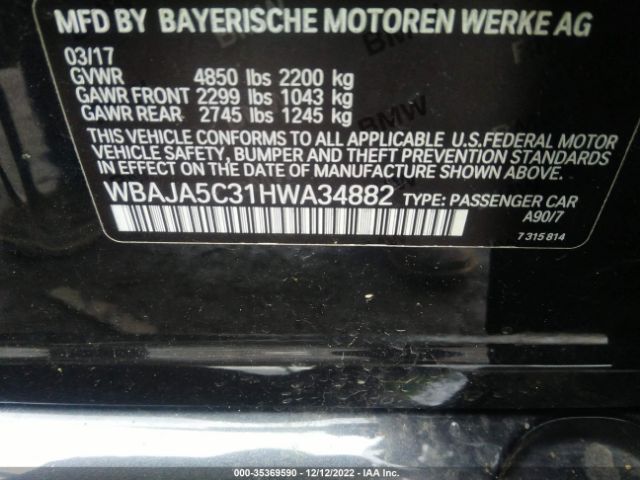 MFD BY BAYERISCHE MOTOREN WERKE AG
03/17
GVWR 4850 lbs 2200 kg
GAWR FRONT 2299 lbs 1043 kg
GAWR REAR 2745 lbs 1245 kg
THIS VEHICLE CONFORMS TO ALL APPLICABLE U.S.FEDERAL MOTOR
VEHICLE SAFETY, BUMPER AND THEFT PREVENTION STANDARDS
IN EFFECT ON THE DATE OF MANUFACTURE SHOWN ABOVE.
WBAJA5C31HWA34882 TYPE: PASSENGER CAR
A90/7
7 315 814
BMW
000-35369590 - 12/12/2022 - IAA Inc.